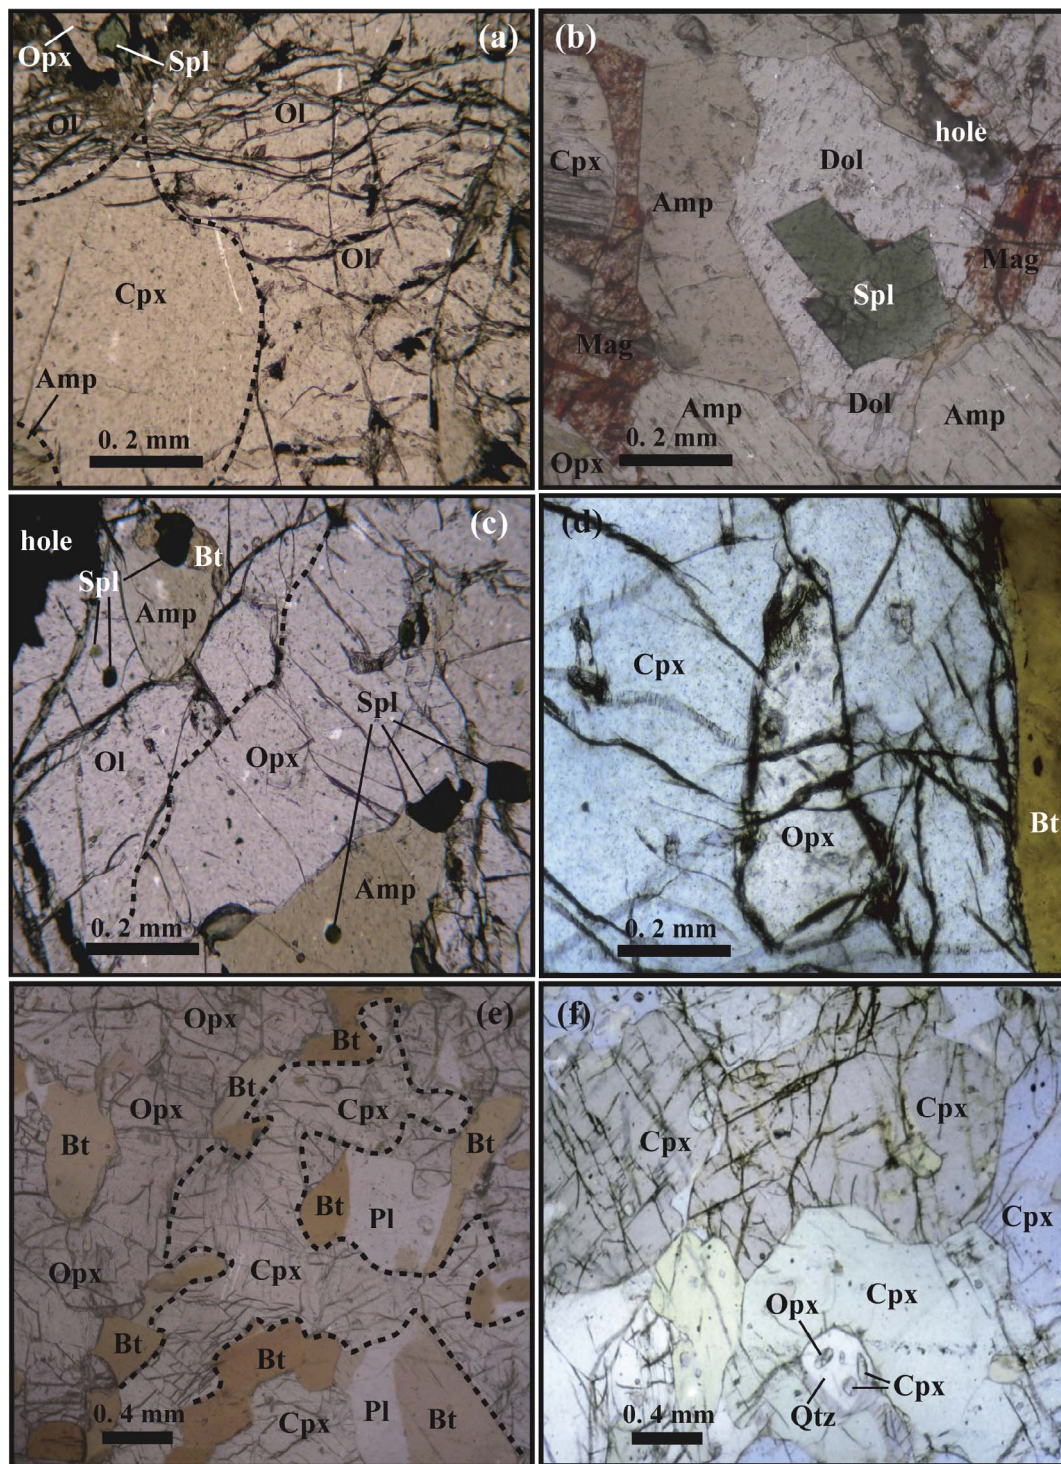 (a)
Opx
Spl
Ol
Ol
Ol
Cpx
Amp
0. 2 mm
(b)
hole
Cpx
Dol
Amp
Mag
Spl
Mag
Amp
Dol
Amp
Opx
0. 2 mm
(c)
hole
Bt
Spl
Amp
Spl
Ol
Opx
Amp
0. 2 mm
(d)
Cpx
Opx
Bt
0. 2 mm
(e)
Opx
Bt
Bt
Cpx
Opx
Bt
Bt
Bt
Pl
Opx
Cpx
Bt
Bt
Cpx
Pl
Bt
0. 4 mm
(f)
Cpx
Cpx
Cpx
Opx
Cpx
Cpx
Qtz
0. 4 mm